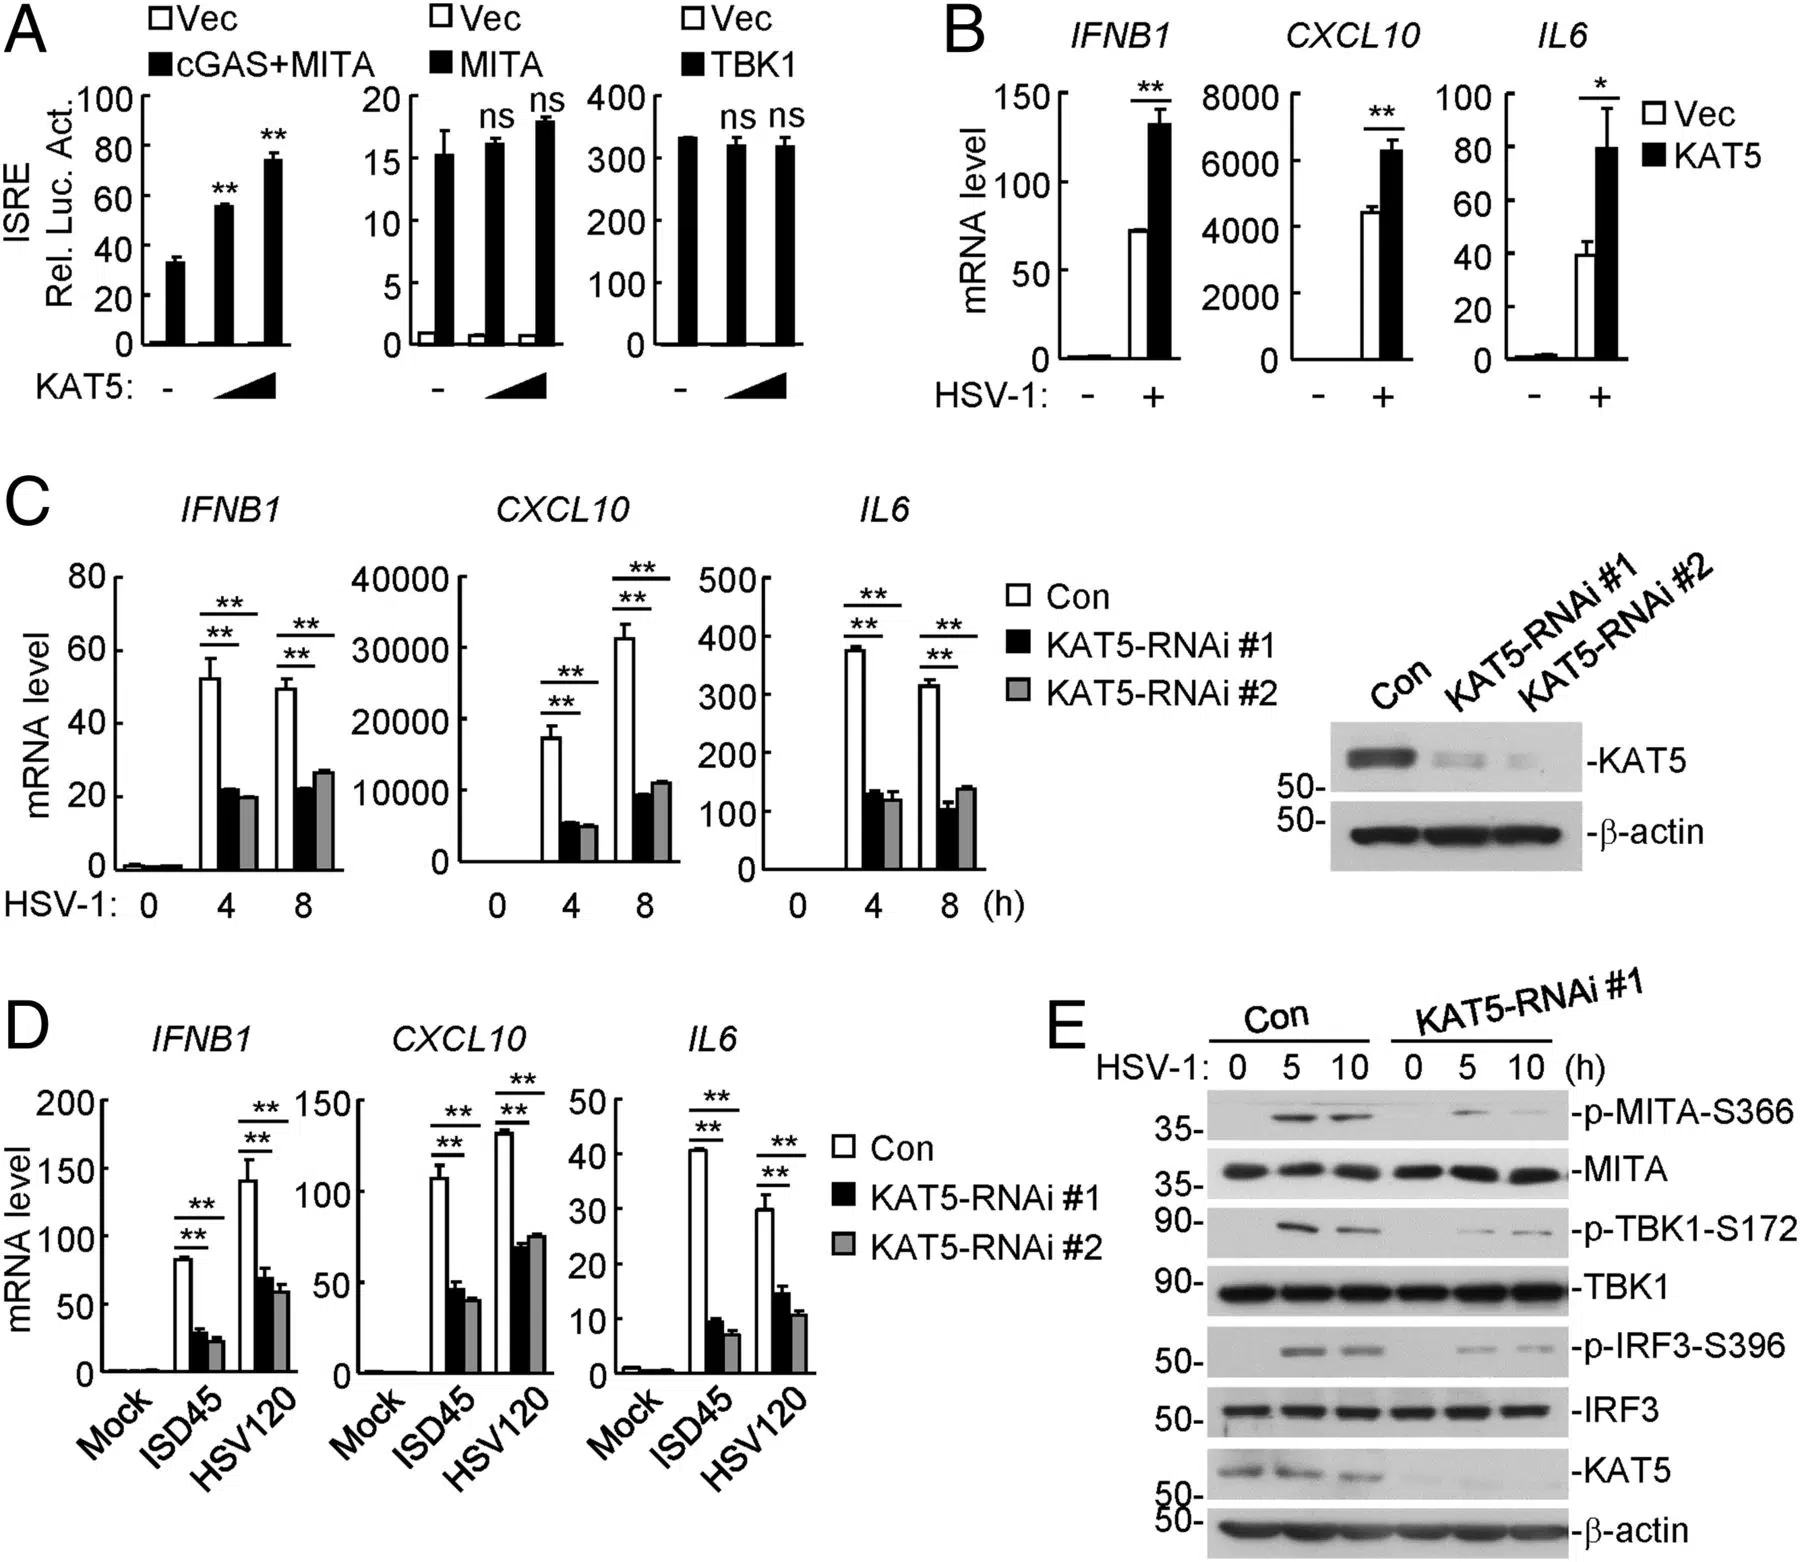 A
□Vec
■cGAS+MITA
□Vec
■MITA
□Vec
■TBK1
ISRE
Rel. Luc. Act.
100
80
60
40
20
0
**
**
20
15
10
5
0
ns
ns
400
300
200
100
0
ns
ns
KAT5: - - -
B
IFNB1 CXCL10 IL6
mRNA level
150
100
50
0
**
8000
6000
4000
2000
0
**
100
80
60
40
20
0
*
□Vec
■KAT5
HSV-1: - + - + - +
C
IFNB1 CXCL10 IL6
mRNA level
80
60
40
20
0
**
**
**
**
40000
30000
20000
10000
0
**
**
**
**
500
400
300
200
100
0
**
**
**
**
□ Con
■ KAT5-RNAi #1
■ KAT5-RNAi #2
HSV-1: 0 4 8 0 4 8 0 4 8 (h)
Con
KAT5-RNAi #1
KAT5-RNAi #2
50-
-KAT5
50-
-β-actin
D
IFNB1 CXCL10 IL6
mRNA level
200
150
100
50
0
**
**
**
**
150
100
50
0
**
**
**
**
50
40
30
20
10
0
**
**
**
**
□ Con
■ KAT5-RNAi #1
■ KAT5-RNAi #2
Mock ISD45 HSV120
Mock ISD45 HSV120
Mock ISD45 HSV120
E
Con KAT5-RNAi #1
HSV-1: 0 5 10 0 5 10 (h)
35- -p-MITA-S366
35- -MITA
90- -p-TBK1-S172
90- -TBK1
50- -p-IRF3-S396
50- -IRF3
50- -KAT5
50- -β-actin